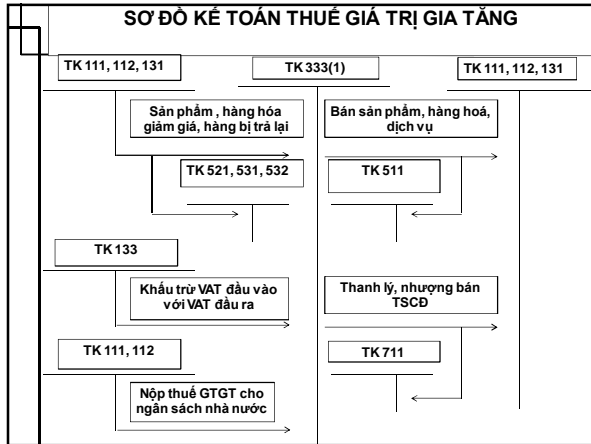 SƠ ĐỒ KẾ TOÁN THUẾ GIÁ TRỊ GIA TĂNG
TK 111, 112, 131
TK 333(1)
TK 111, 112, 131
Sản phẩm , hàng hóa
giảm giá, hàng bị trả lại
Bán sản phẩm, hàng hoá,
dịch vụ
TK 521, 531, 532
TK 511
TK 133
Khấu trừ VAT đầu vào
với VAT đầu ra
Thanh lý, nhượng bán
TSCĐ
TK 111, 112
TK 711
Nộp thuế GTGT cho
ngân sách nhà nước